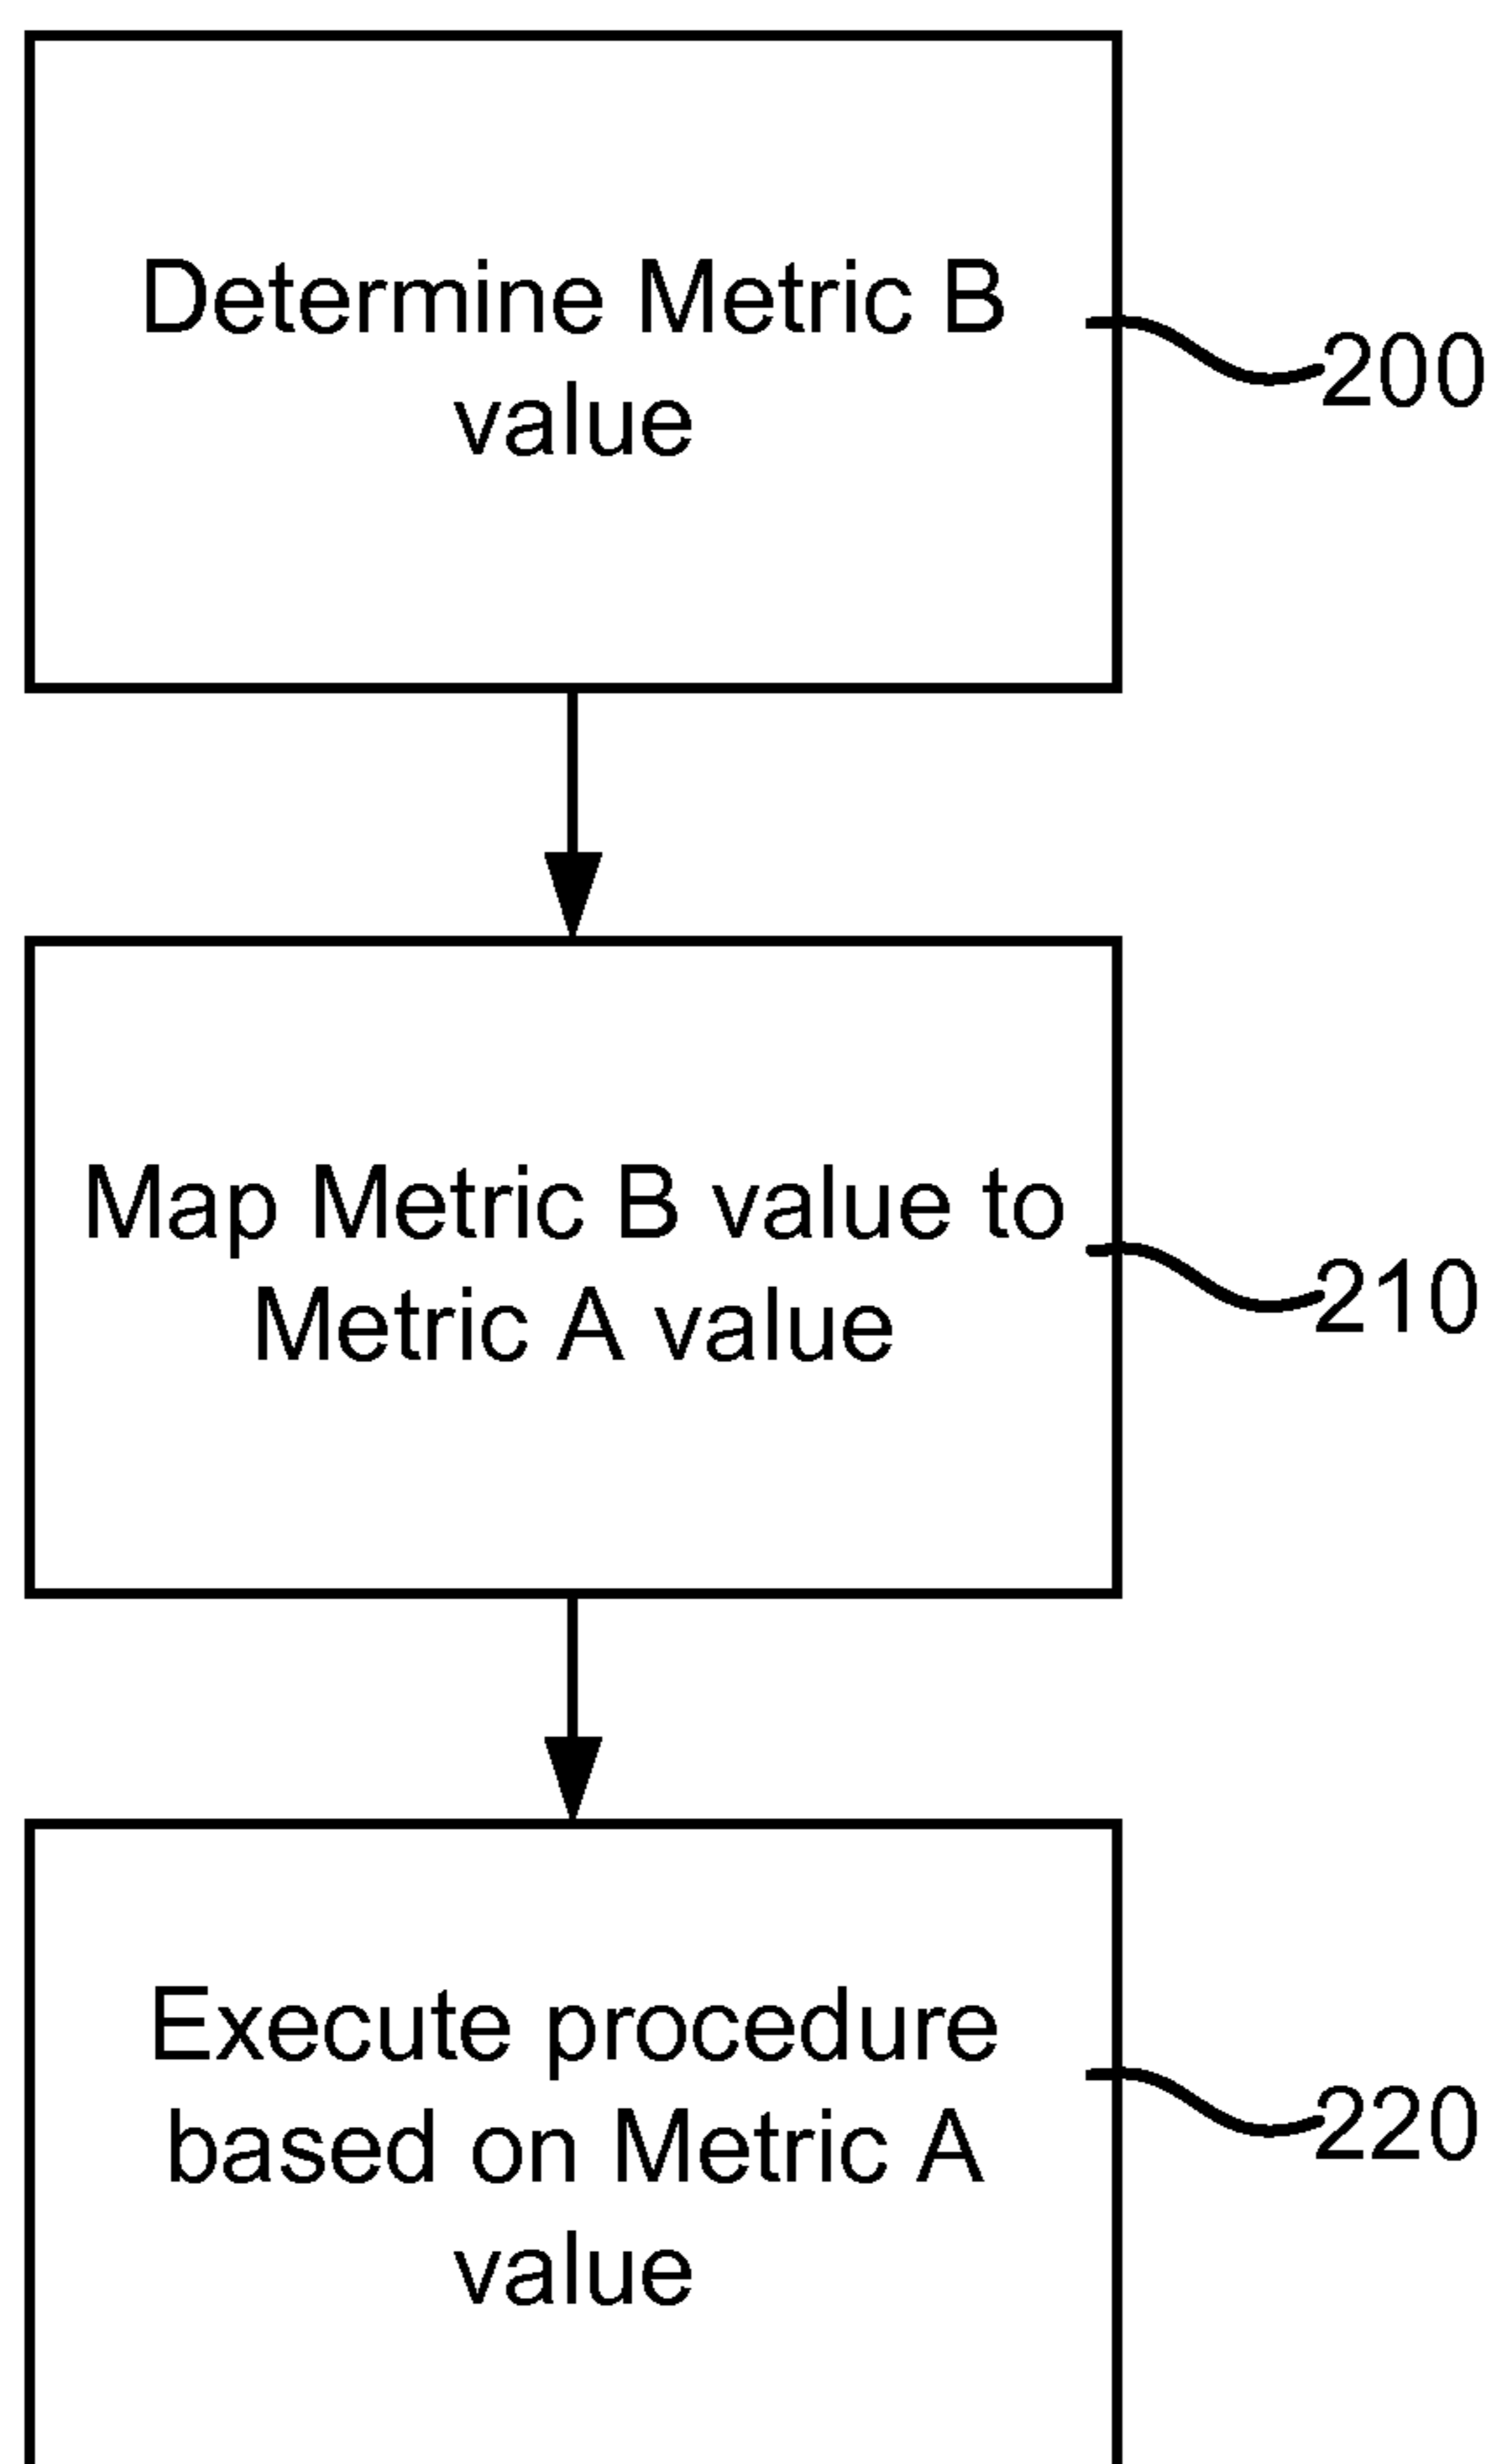 Determine Metric B
value
200
Map Metric B value to
Metric A value
210
Execute procedure
based on Metric A
value
220